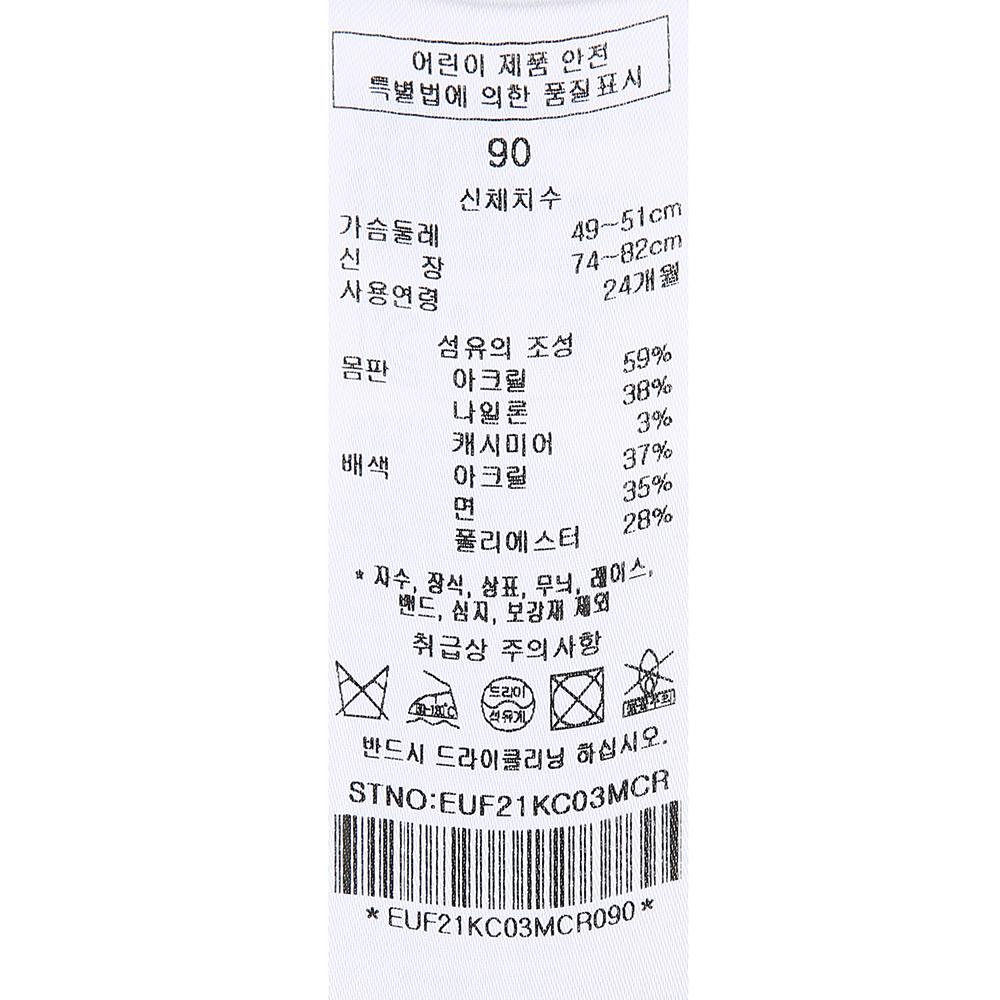 어린이 제품 안전
특별법에 의한 품질표시
90
신체치수
가슴둘레 49~51cm
신 장 74~82cm
사용연령 24개월
섬유의 조성
몸판 아크릴 59%
나일론 38%
캐시미어 3%
배색 아크릴 37%
면 35%
폴리에스터 28%
* 자수, 장식, 상표, 무늬, 레이스,
밴드, 심지, 보강재 제외
취급상 주의사항
드라이
석유계
반드시 드라이클리닝 하십시오.
STNO:EUF21KC03MCR
*EUF21KC03MCR090*